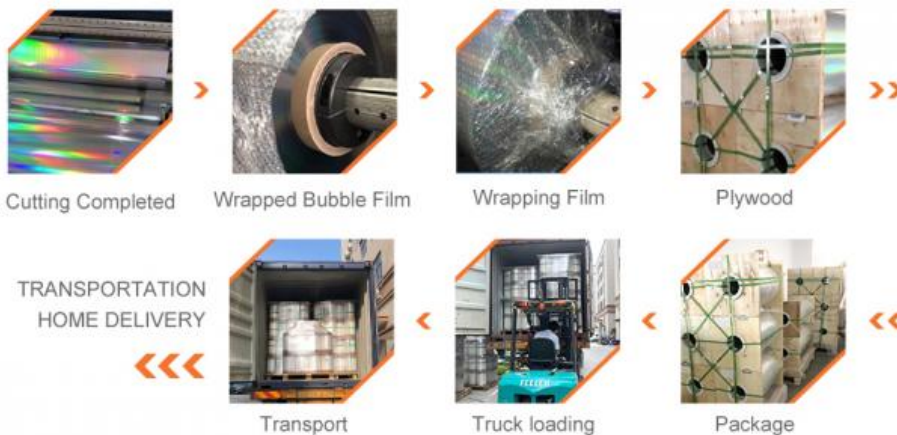 Cutting Completed
Wrapped Bubble Film
Wrapping Film
Plywood
TRANSPORTATION
HOME DELIVERY
Transport
Truck loading
Package